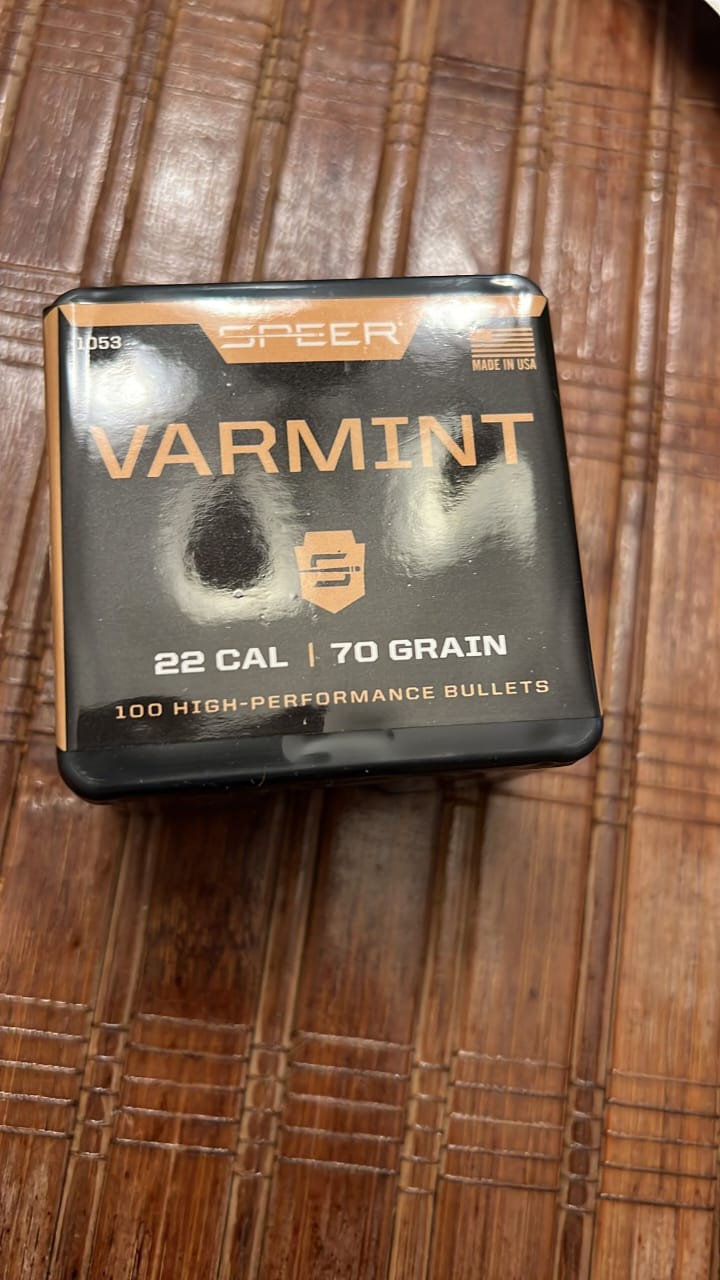 SPEER
1053
MADE IN USA
VARMINT
22 CAL | 70 GRAIN
100 HIGH-PERFORMANCE BULLETS